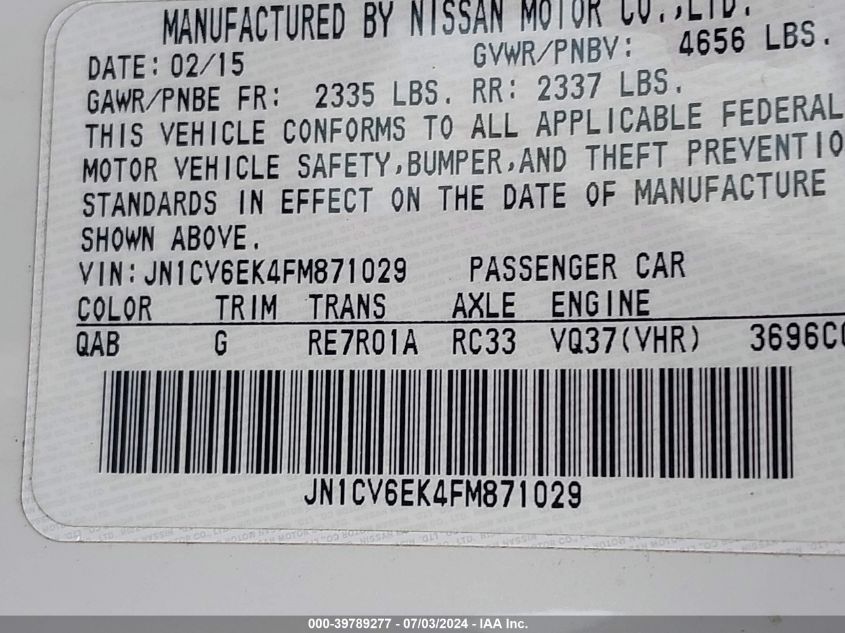 MANUFACTURED BY NISSAN MOTOR CO.,LTD.
DATE: 02/15 GVWR/PNBV: 4656 LBS.
GAWR/PNBE FR: 2335 LBS. RR: 2337 LBS.
THIS VEHICLE CONFORMS TO ALL APPLICABLE FEDERAL
MOTOR VEHICLE SAFETY,BUMPER,AND THEFT PREVENTIO
STANDARDS IN EFFECT ON THE DATE OF MANUFACTURE
SHOWN ABOVE.
VIN: JN1CV6EK4FM871029 PASSENGER CAR
COLOR TRIM TRANS AXLE ENGINE
QAB G RE7R01A RC33 VQ37(VHR) 3696CC
JN1CV6EK4FM871029
000-39789277 - 07/03/2024 - IAA Inc.